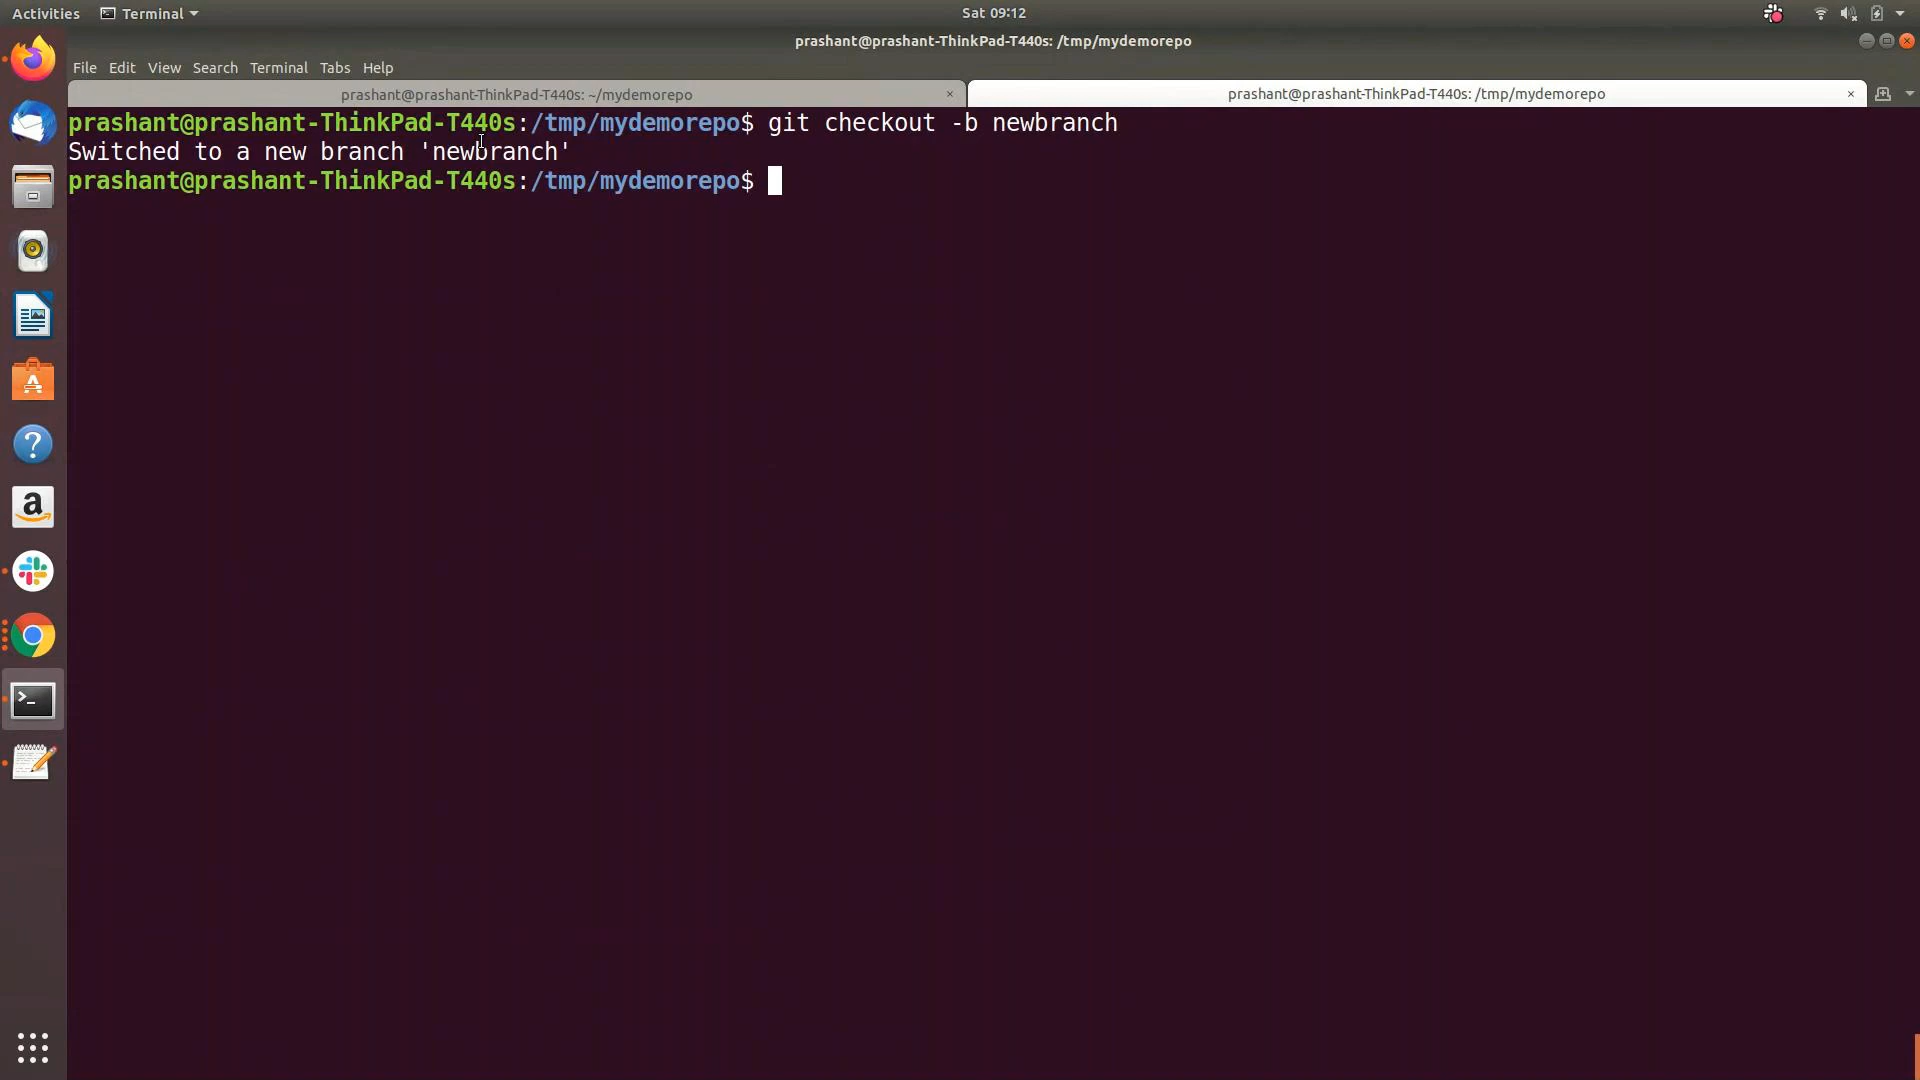 Activities Terminal Sat 09:12
prashant@prashant-ThinkPad-T440s: /tmp/mydemorepo
File Edit View Search Terminal Tabs Help
prashant@prashant-ThinkPad-T440s: ~/mydemorepo × prashant@prashant-ThinkPad-T440s: /tmp/mydemorepo ×
prashant@prashant-ThinkPad-T440s:/tmp/mydemorepo$ git checkout -b newbranch
Switched to a new branch 'newbranch'
prashant@prashant-ThinkPad-T440s:/tmp/mydemorepo$